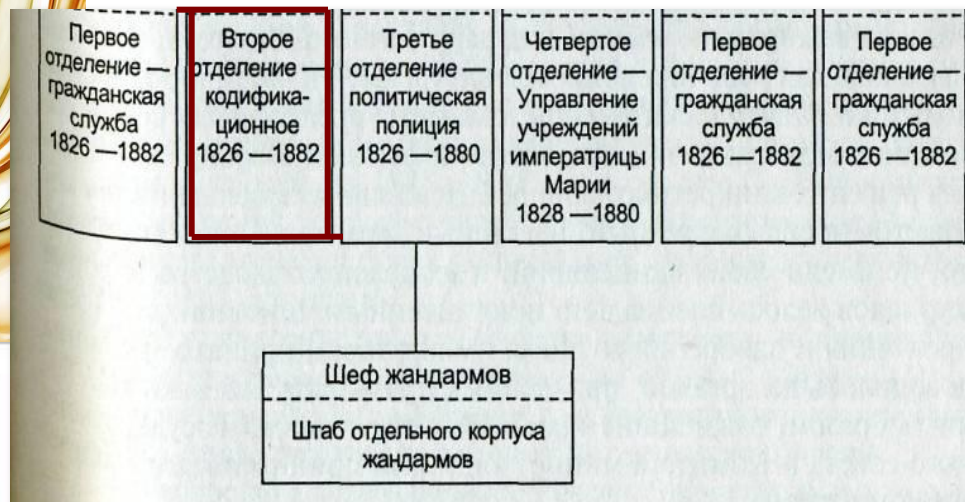 Первое
отделение —
гражданская
служба
1826 —1882
Второе
отделение —
кодифика-
ционное
1826 —1882
Третье
отделение —
политическая
полиция
1826 —1880
Четвертое
отделение —
Управление
учреждений
императрицы
Марии
1828 —1880
Первое
отделение —
гражданская
служба
1826 —1882
Первое
отделение —
гражданская
служба
1826 —1882
Шеф жандармов
Штаб отдельного корпуса
жандармов